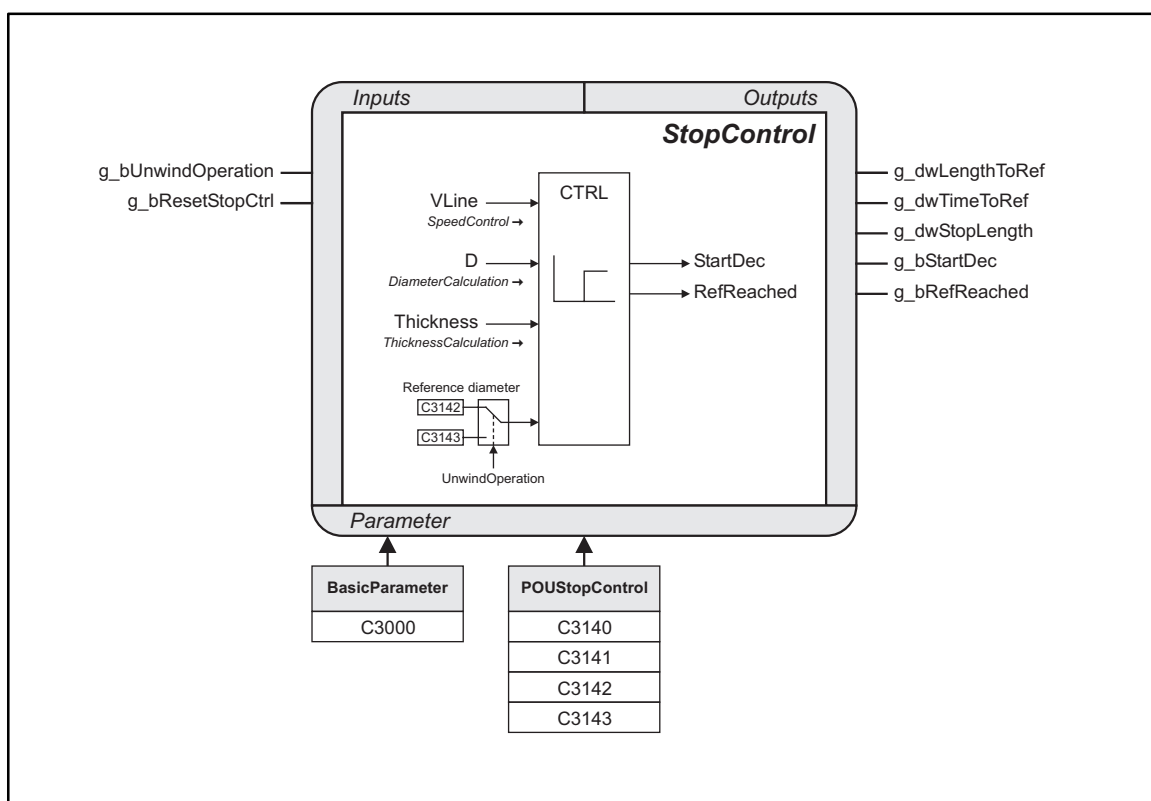 Inputs
Outputs
StopControl
g_bUnwindOperation
g_bResetStopCtrl
VLine
SpeedControl →
D
DiameterCalculation →
Thickness
ThicknessCalculation →
Reference diameter
C3142
C3143
UnwindOperation
CTRL
StartDec
RefReached
g_dwLengthToRef
g_dwTimeToRef
g_dwStopLength
g_bStartDec
g_bRefReached
Parameter
BasicParameter
C3000
POUStopControl
C3140
C3141
C3142
C3143